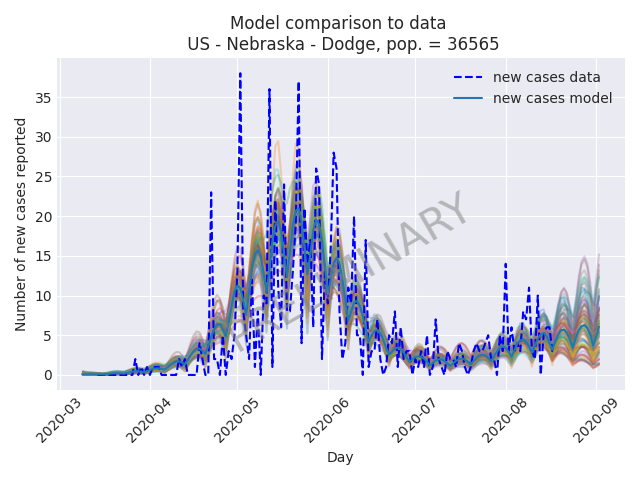 Model comparison to data
US - Nebraska - Dodge, pop. = 36565
new cases data
new cases model
Number of new cases reported
35
30
25
20
15
10
5
0
PRELIMINARY
2020-03
2020-04
2020-05
2020-06
2020-07
2020-08
2020-09
Day